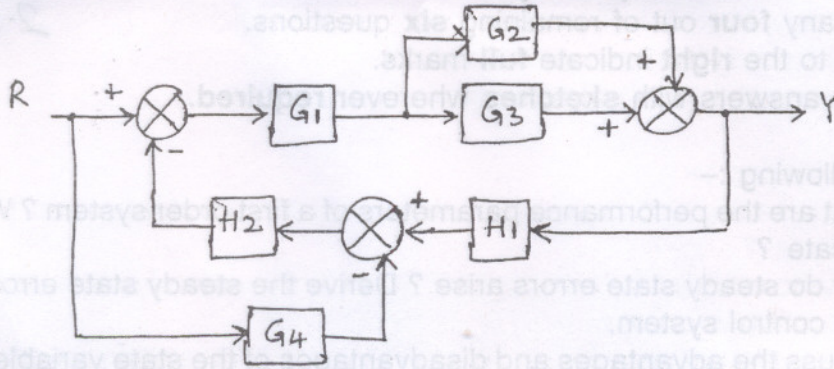 any four out of remaining six questions.
to the right indicate full marks.
answers with sketches wherever required.
G2
+
R
+
G1
G3
+
Y
-
llowing :–
t are the performance parameters of a first order system ? W
H2
+
H1
cate ?
-
do steady state errors arise ? Derive the steady state erro
G4
control system.
uss the advantages and disadvantages of the state variable